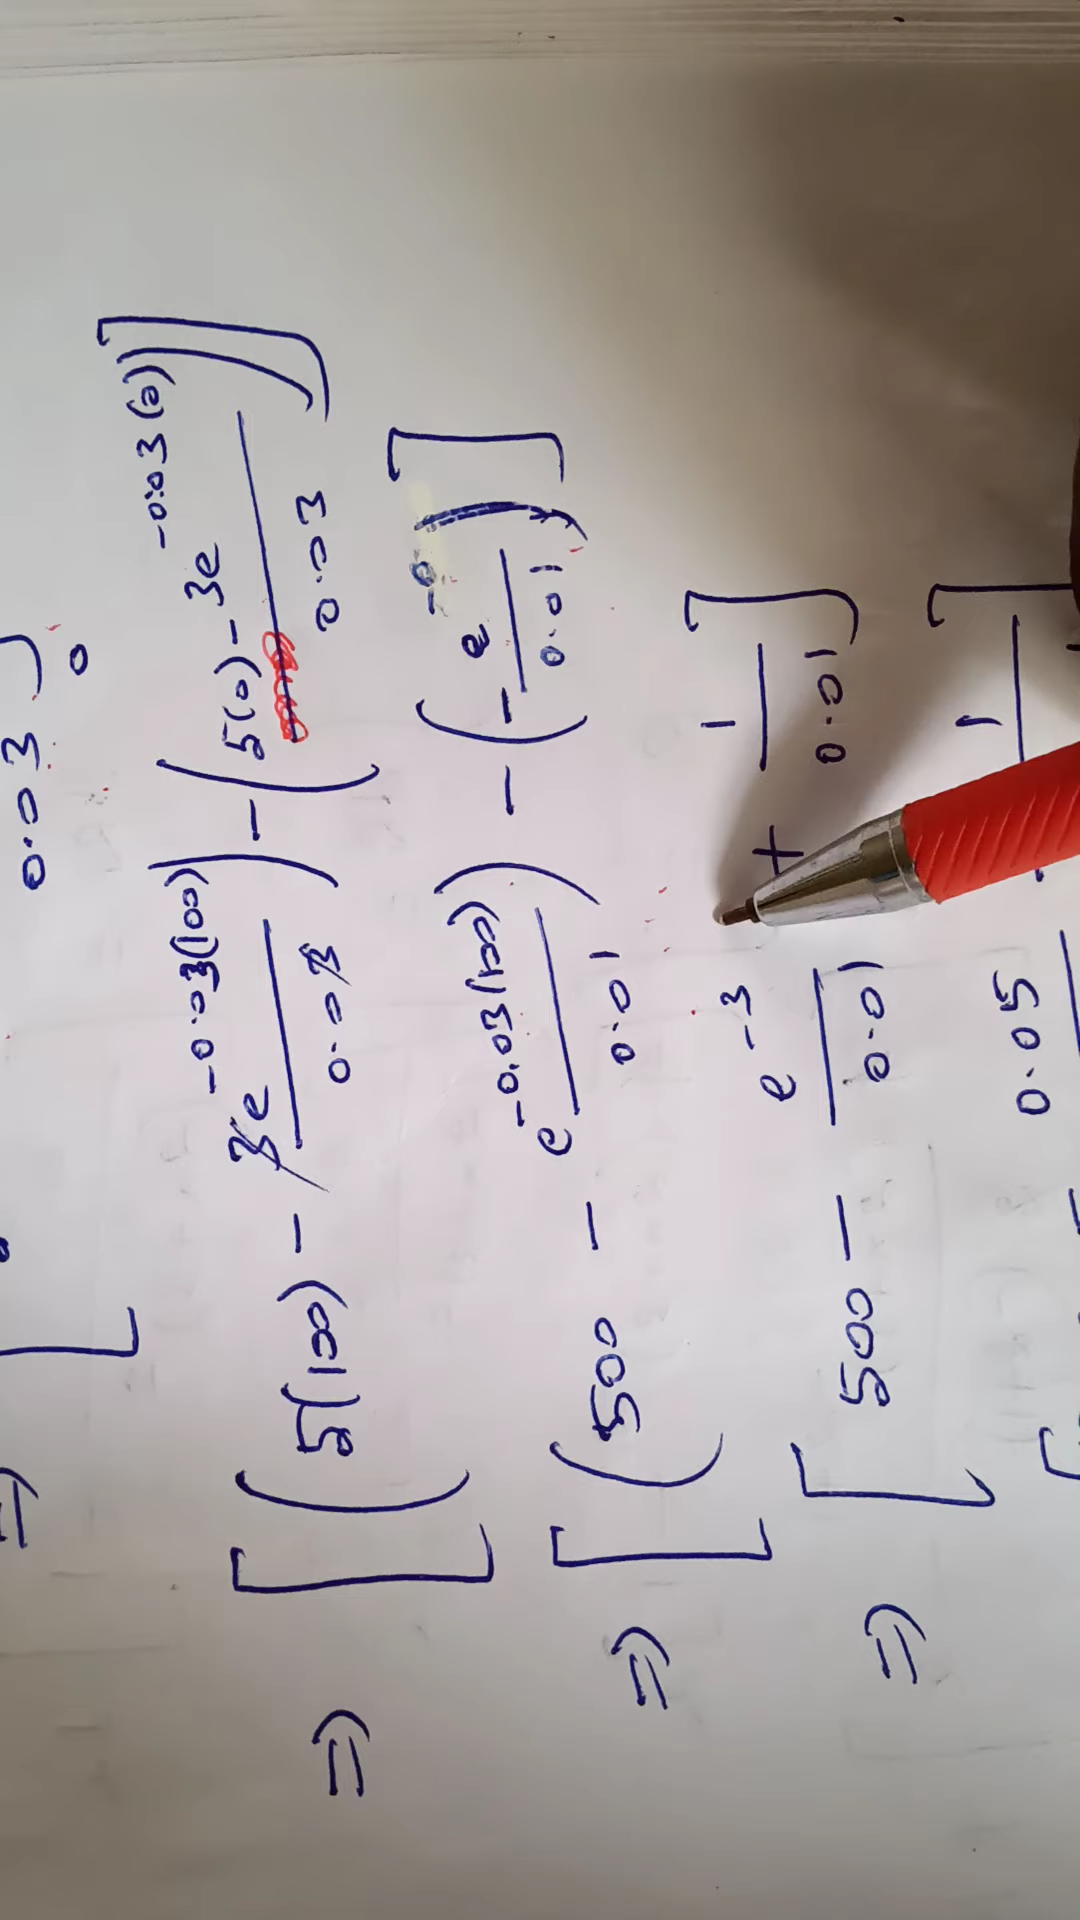 0.03 ] 0
⇒ [ ( 5(100) - 3e^{-0.03(100)} / 0.03 ) - ( 5(0) - 3e^{-0.03(0)} / 0.03 ) ]
⇒ [ ( 500 - e^{-0.03(100)} / 0.01 ) - ( - e^{-0} / 0.01 ) ]
⇒ [ 500 - e^{-3} / 0.01 + 1 / 0.01 ]
0.05 1